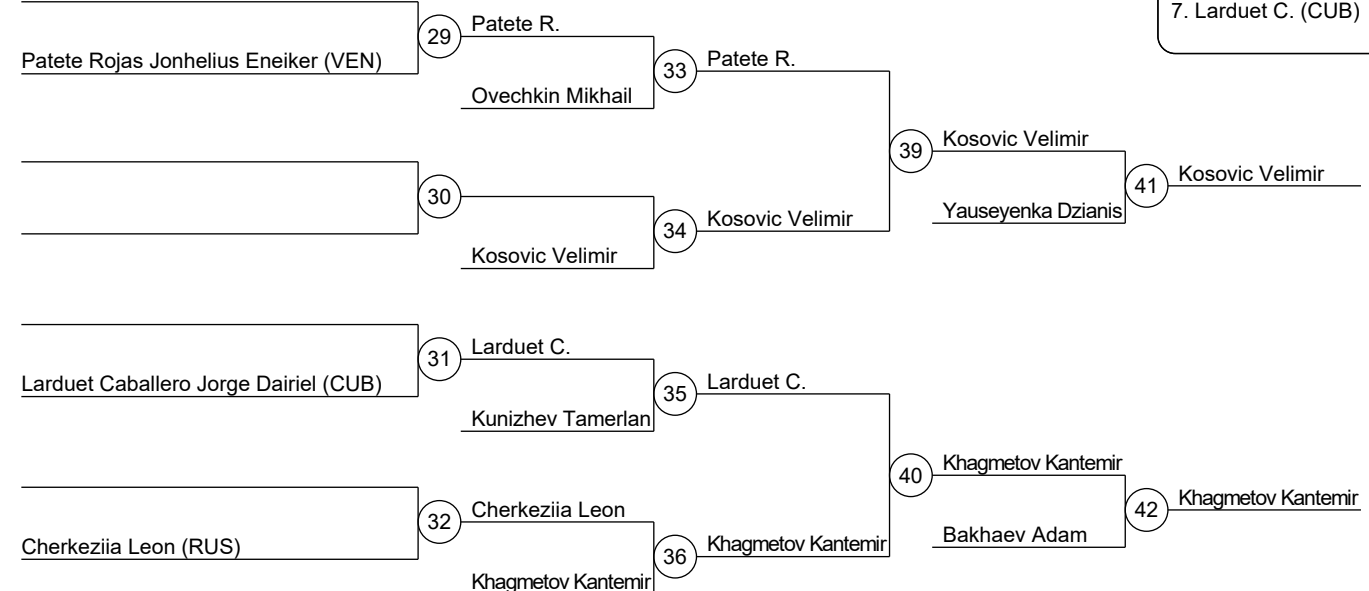 7. Larduet C. (CUB)
Patete R.
29
Patete Rojas Jonhelius Eneiker (VEN)
Patete R.
33
Ovechkin Mikhail
Kosovic Velimir
39
Kosovic Velimir
41
30
Yauseyenka Dzianis
Kosovic Velimir
34
Kosovic Velimir
Larduet C.
31
Larduet Caballero Jorge Dairiel (CUB)
Larduet C.
35
Kunizhev Tamerlan
Khagmetov Kantemir
40
Khagmetov Kantemir
Cherkeziia Leon
32
42
Bakhaev Adam
Cherkeziia Leon (RUS)
Khagmetov Kantemir
36
Khagmetov Kantemir